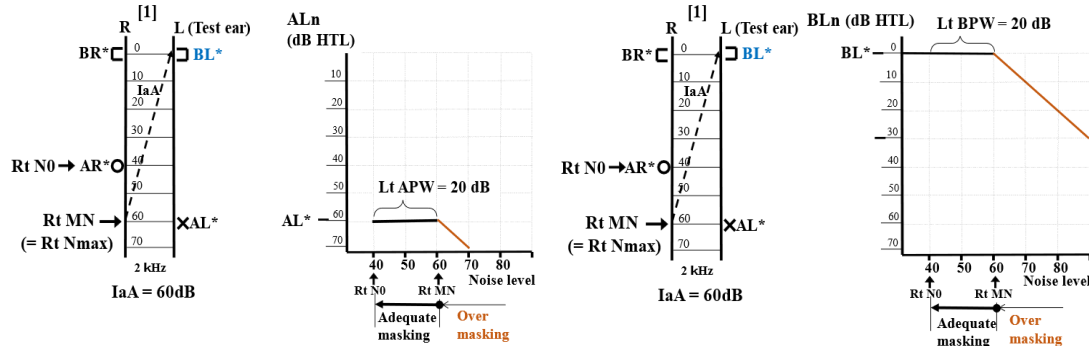 [1]
R L (Test ear)
BR* BL*
0
10
IaA
20
30
Rt N0 AR* 40
50
Rt MN 60 AL*
(= Rt Nmax) 70
2 kHz
IaA = 60dB
ALn
(dB HTL)
10
20
30
40
50
Lt APW = 20 dB
AL* 60
70
40 50 60 70 80
Noise level
Rt N0 Rt MN
Adequate masking
Over masking
[1]
R L (Test ear)
BR* BL*
0
10
IaA
20
30
Rt N0 AR* 40
50
Rt MN 60 AL*
(= Rt Nmax) 70
2 kHz
IaA = 60dB
BLn (dB HTL) Lt BPW = 20 dB
BL* 0
10
20
30
40
50
60
70
40 50 60 70 80
Noise level
Rt N0 Rt MN
Adequate masking
Over masking